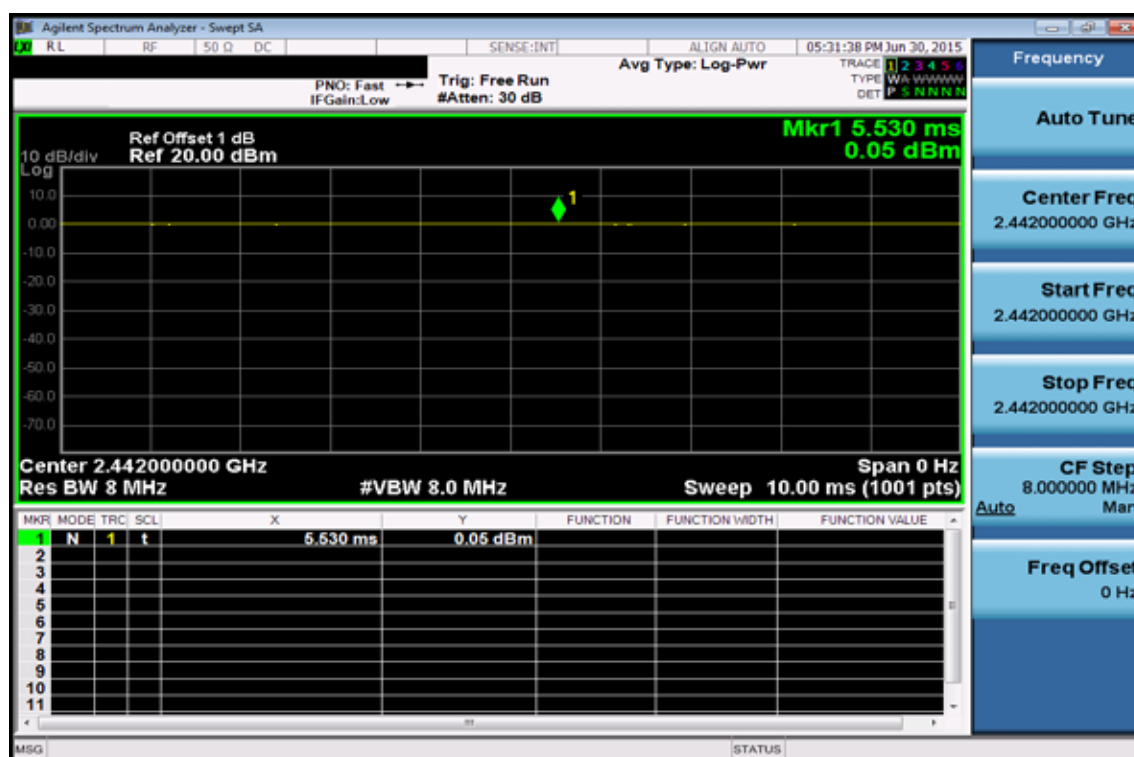 Agilent Spectrum Analyzer - Swept SA
LXI RL RF 50 Ω DC SENSE:INT ALIGN AUTO 05:31:38 PM Jun 30, 2015
PNO: Fast
IFGain:Low
Trig: Free Run
#Atten: 30 dB
Avg Type: Log-Pwr
TRACE 1 2 3 4 5 6
TYPE WA WWWWW
DET P S N N N N
Ref Offset 1 dB
10 dB/div Ref 20.00 dBm
Log
Mkr1 5.530 ms
0.05 dBm
10.0
0.00
-10.0
-20.0
-30.0
-40.0
-50.0
-60.0
-70.0
1
Center 2.442000000 GHz Span 0 Hz
Res BW 8 MHz #VBW 8.0 MHz Sweep 10.00 ms (1001 pts)
MKR MODE TRC SCL X Y FUNCTION FUNCTION WIDTH FUNCTION VALUE
1 N 1 t 5.530 ms 0.05 dBm
2
3
4
5
6
7
8
9
10
11
MSG STATUS
Frequency
Auto Tune
Center Freq
2.442000000 GHz
Start Freq
2.442000000 GHz
Stop Freq
2.442000000 GHz
CF Step
8.000000 MHz
Auto Man
Freq Offset
0 Hz